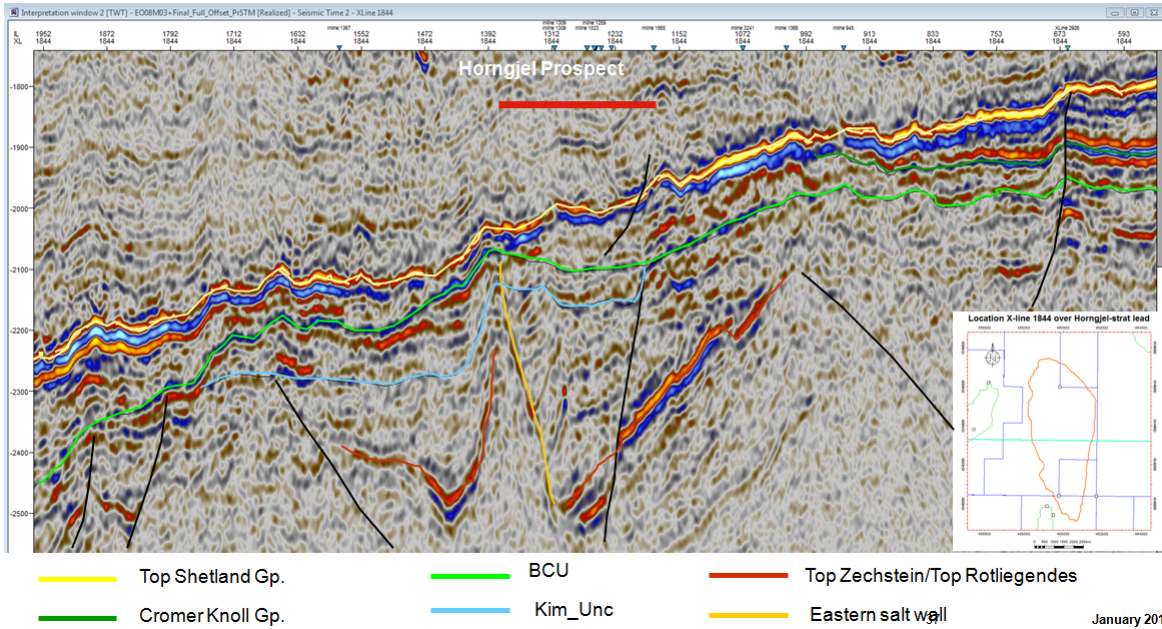 Interpretation window 2 [TWT] - EO08M03+Final_Full_Offset_PrSTM [Realized] - Seismic Time 2 - XLine 1844
IL 1952 1872 1792 1712 1632 1552 1472 1392 1312 1232 1152 1072 992 913 833 753 673 593
XL 1844 1844 1844 1844 1844 1844 1844 1844 1844 1844 1844 1844 1844 1844 1844 1844 1844 1844
Horngjel Prospect
-1800
-1900
-2000
-2100
-2200
-2300
-2400
-2500
Location X-line 1844 over Horngjel-strat lead
N
Top Shetland Gp.
BCU
Top Zechstein/Top Rotliegendes
Cromer Knoll Gp.
Kim_Unc
Eastern salt wall
37
January 201